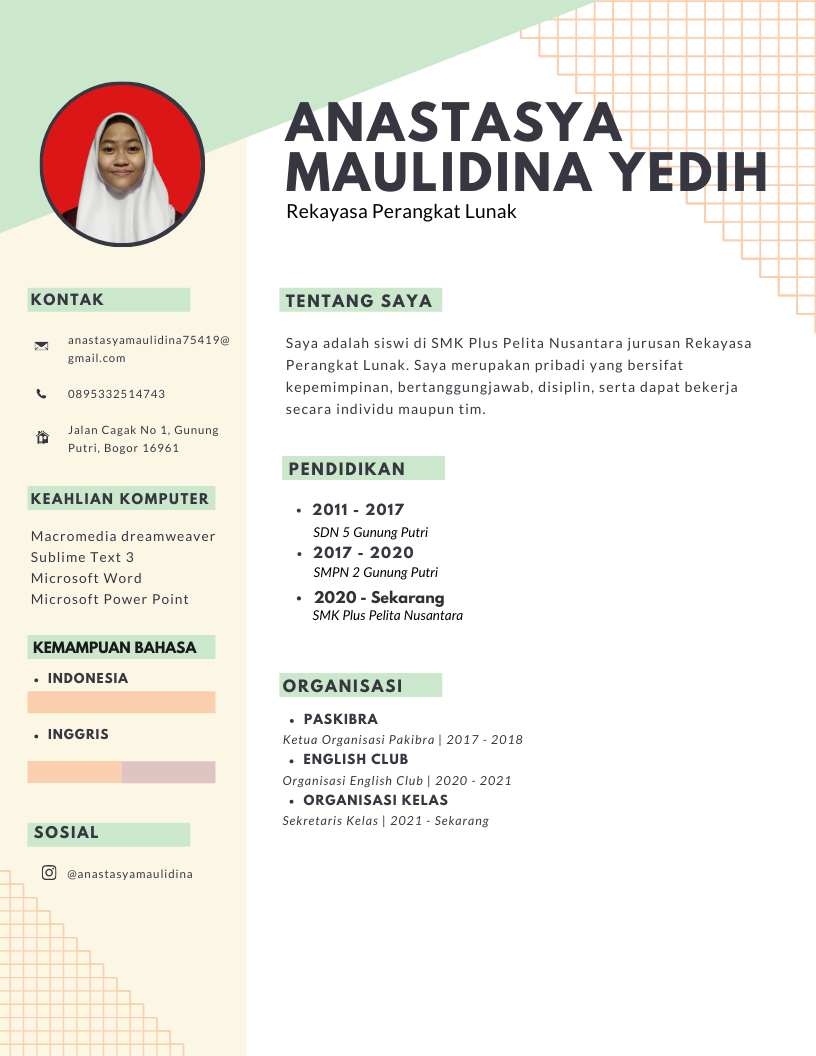 ANASTASYA
MAULIDINA YEDIH
Rekayasa Perangkat Lunak
KONTAK
anastasyamaulidina75419@
gmail.com
0895332514743
Jalan Cagak No 1, Gunung
Putri, Bogor 16961
KEAHLIAN KOMPUTER
Macromedia dreamweaver
Sublime Text 3
Microsoft Word
Microsoft Power Point
KEMAMPUAN BAHASA
• INDONESIA
• INGGRIS
SOSIAL
@anastasyamaulidina
TENTANG SAYA
Saya adalah siswi di SMK Plus Pelita Nusantara jurusan Rekayasa
Perangkat Lunak. Saya merupakan pribadi yang bersifat
kepemimpinan, bertanggungjawab, disiplin, serta dapat bekerja
secara individu maupun tim.
PENDIDIKAN
• 2011 - 2017
SDN 5 Gunung Putri
• 2017 - 2020
SMPN 2 Gunung Putri
• 2020 - Sekarang
SMK Plus Pelita Nusantara
ORGANISASI
• PASKIBRA
Ketua Organisasi Pakibra | 2017 - 2018
• ENGLISH CLUB
Organisasi English Club | 2020 - 2021
• ORGANISASI KELAS
Sekretaris Kelas | 2021 - Sekarang